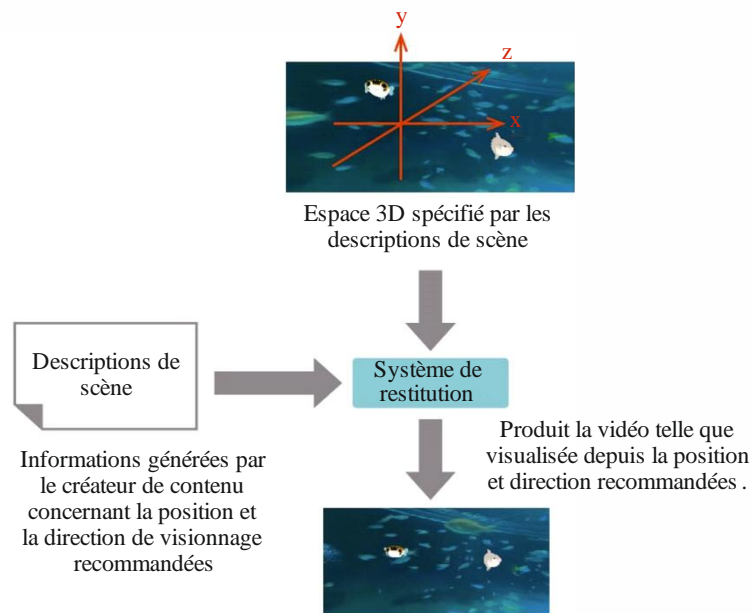 y
z
x
Espace 3D spécifié par les
descriptions de scène
Descriptions de
scène
Système de
restitution
Informations générées par
le créateur de contenu
concernant la position et
la direction de visionnage
recommandées
Produit la vidéo telle que
visualisée depuis la position
et direction recommandées .